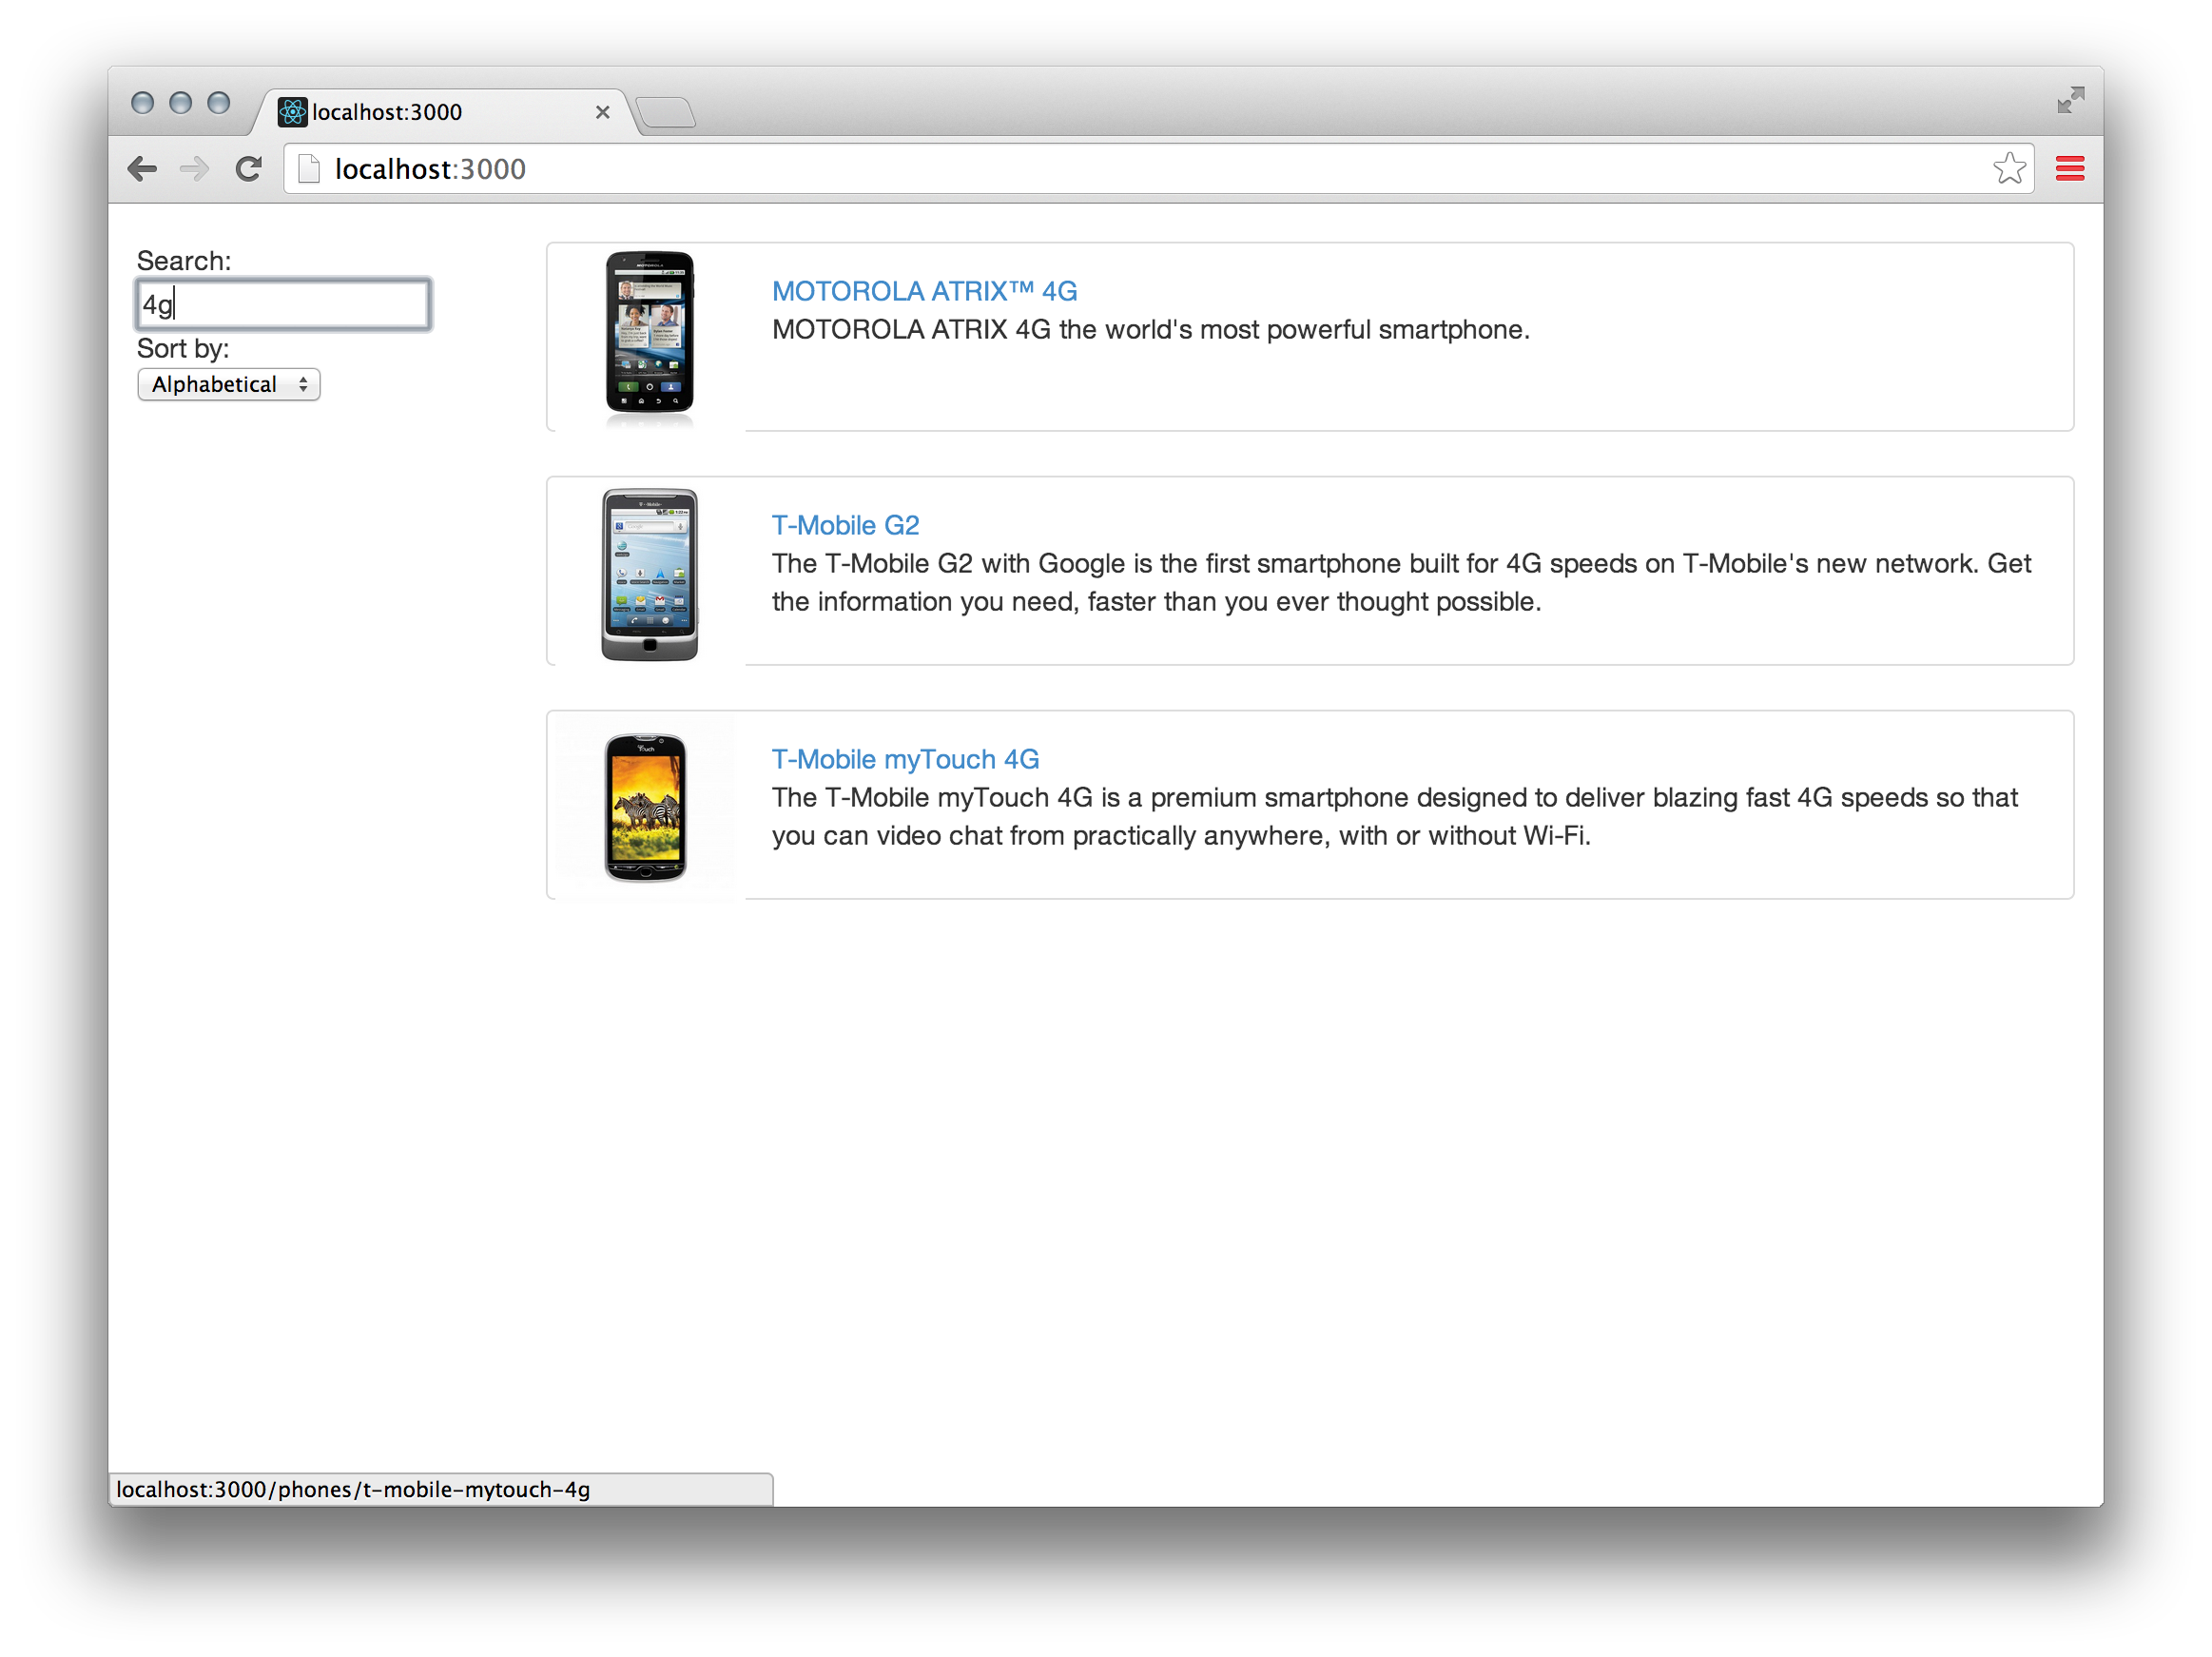 localhost:3000
localhost:3000
Search:
4g
Sort by:
Alphabetical
MOTOROLA ATRIX™ 4G
MOTOROLA ATRIX 4G the world's most powerful smartphone.
T-Mobile G2
The T-Mobile G2 with Google is the first smartphone built for 4G speeds on T-Mobile's new network. Get
the information you need, faster than you ever thought possible.
T-Mobile myTouch 4G
The T-Mobile myTouch 4G is a premium smartphone designed to deliver blazing fast 4G speeds so that
you can video chat from practically anywhere, with or without Wi-Fi.
localhost:3000/phones/t-mobile-mytouch-4g